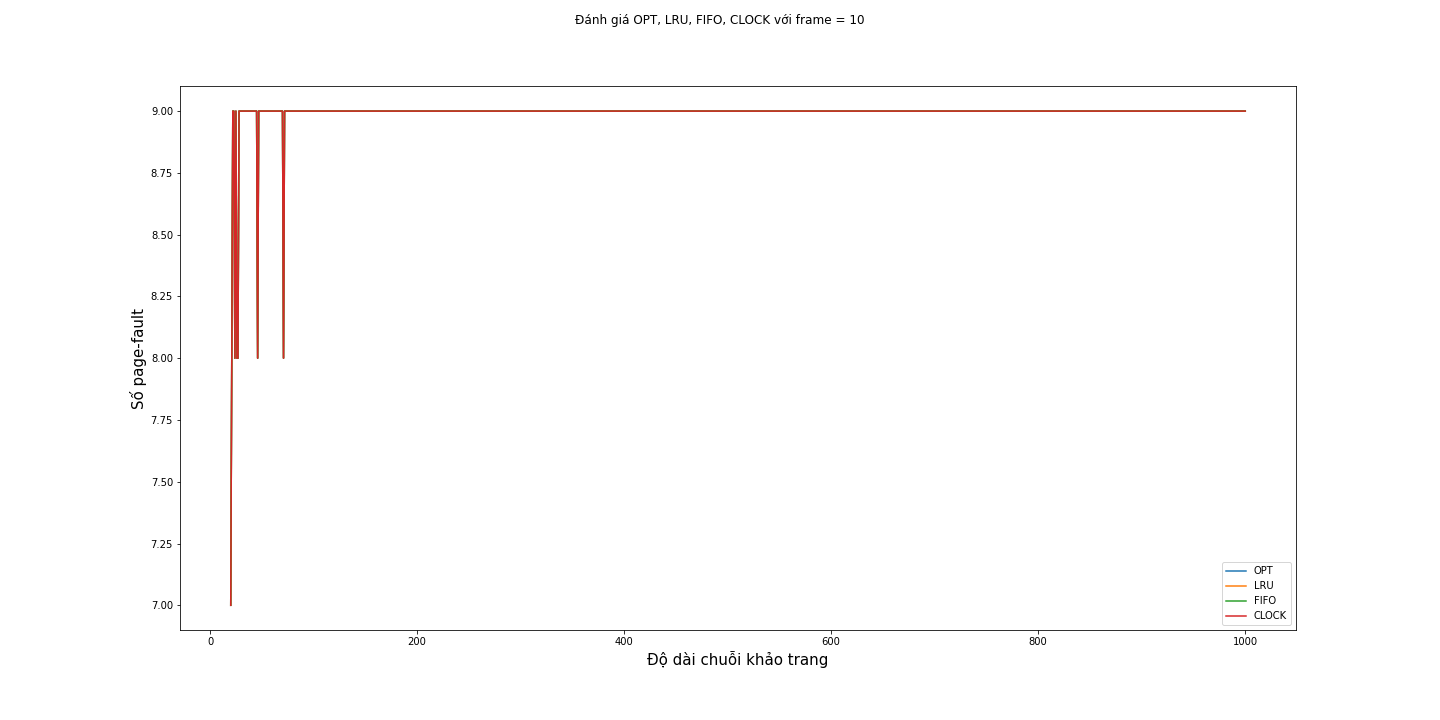 Đánh giá OPT, LRU, FIFO, CLOCK với frame = 10
9.00
8.75
8.50
8.25
8.00
7.75
7.50
7.25
7.00
Số page-fault
0
200
400
600
800
1000
Độ dài chuỗi khảo trang
OPT
LRU
FIFO
CLOCK